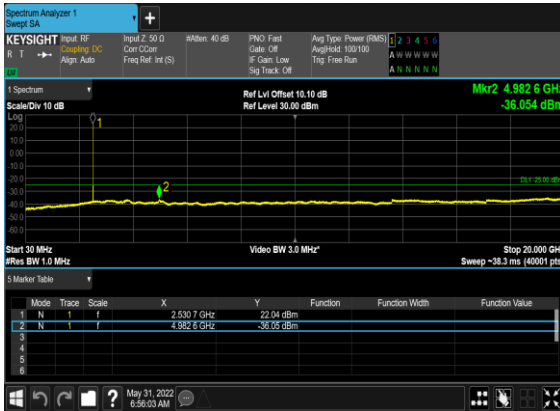 Spectrum Analyzer 1
Swept SA
+
KEYSIGHT
R T
LNI
Input: RF
Coupling: DC
Align: Auto
Input Z: 50 Ω
Corr CCorr
Freq Ref: Int (S)
#Atten: 40 dB
PNO: Fast
Gate: Off
IF Gain: Low
Sig Track: Off
Avg Type: Power (RMS)
Avg|Hold: 100/100
Trig: Free Run
1 2 3 4 5 6
A W W W W W
A N N N N N
1 Spectrum
Scale/Div 10 dB
Ref Lvl Offset 10.10 dB
Ref Level 30.00 dBm
Mkr2 4.982 6 GHz
-36.054 dBm
Log
20.0
10.0
0.00
-10.0
-20.0
-30.0
-40.0
-50.0
-60.0
1
2
DL1 -25.00 dBm
Start 30 MHz
#Res BW 1.0 MHz
Video BW 3.0 MHz*
Stop 20.000 GHz
Sweep ~38.3 ms (40001 pts)
5 Marker Table
Mode Trace Scale X Y Function Function Width Function Value
1 N 1 f 2.530 7 GHz 22.04 dBm
2 N 1 f 4.982 6 GHz -36.05 dBm
3
4
5
6
?
May 31, 2022
6:56:03 AM